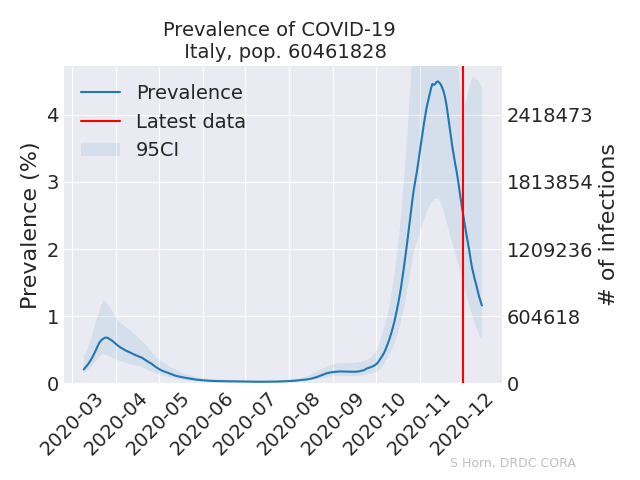 Prevalence of COVID-19
Italy, pop. 60461828
Prevalence
Latest data
95CI
Prevalence (%)
4
3
2
1
0
2418473
1813854
1209236
604618
0
# of infections
2020-03
2020-04
2020-05
2020-06
2020-07
2020-08
2020-09
2020-10
2020-11
2020-12
S Horn, DRDC CORA